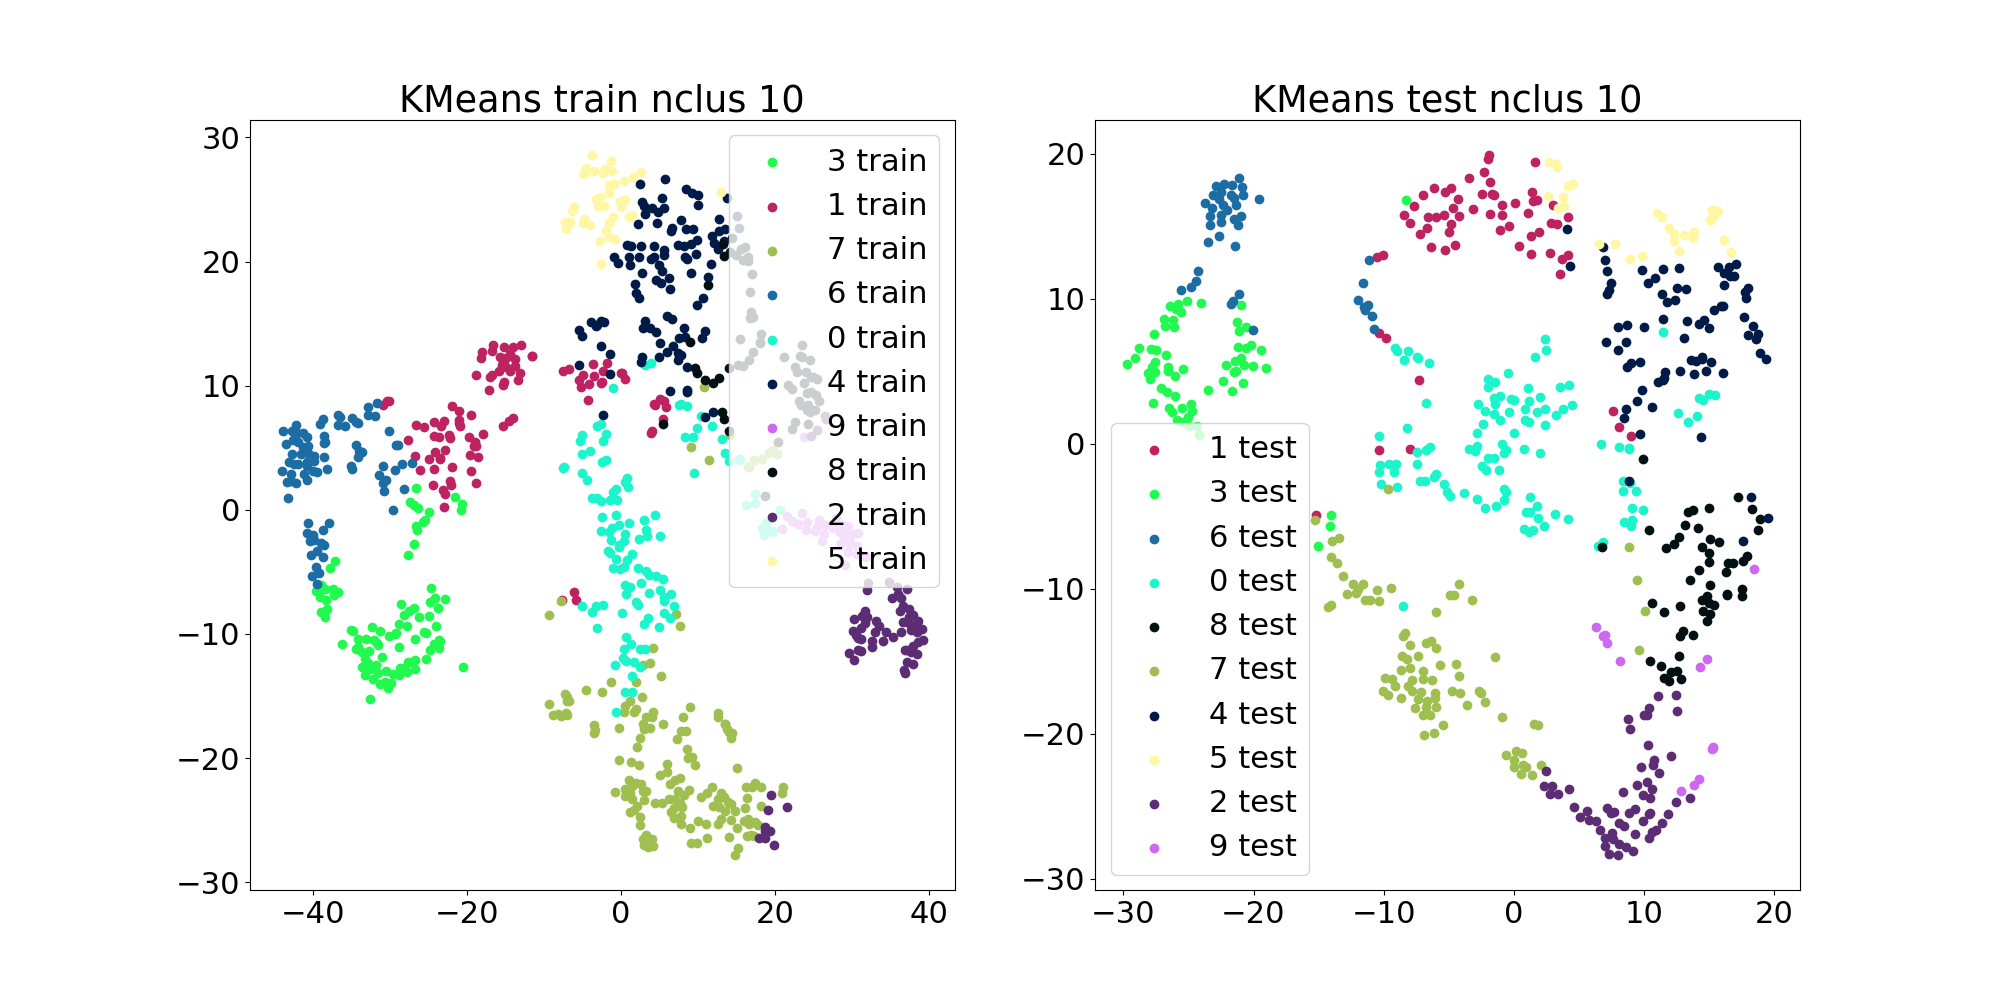 KMeans train nclus 10
30
20
10
0
−10
−20
−30
−40
−20
0
20
40
3 train
1 train
7 train
6 train
0 train
4 train
9 train
8 train
2 train
5 train
KMeans test nclus 10
20
10
0
−10
−20
−30
−30
−20
−10
0
10
20
1 test
3 test
6 test
0 test
8 test
7 test
4 test
5 test
2 test
9 test